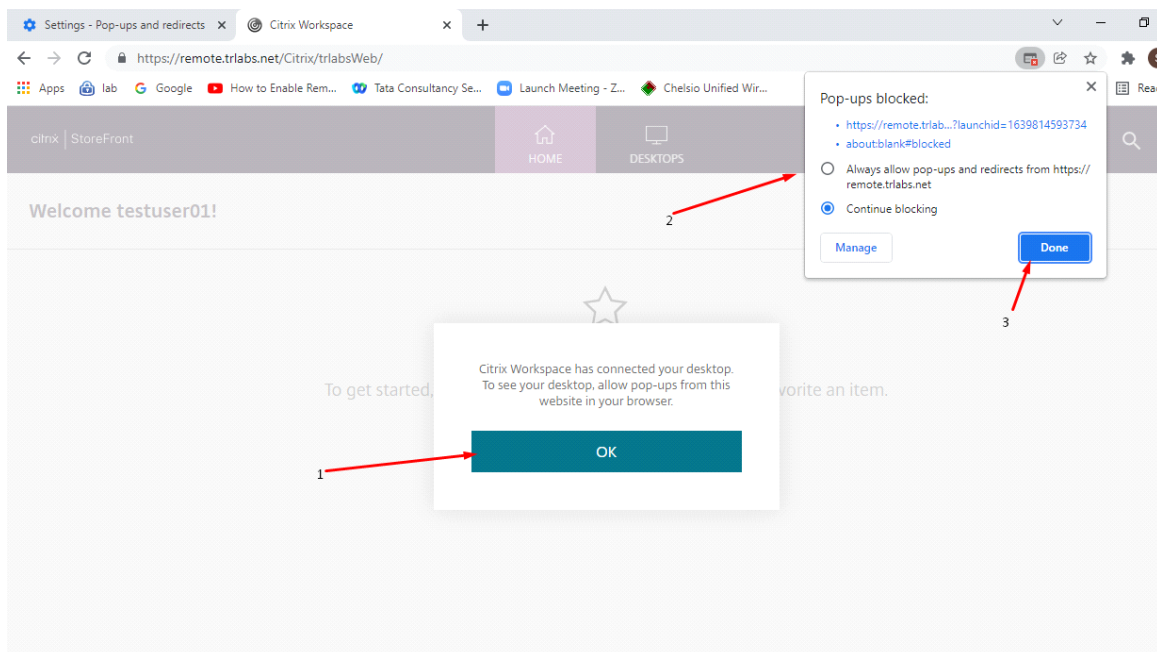 Settings - Pop-ups and redirects
Citrix Workspace
https://remote.trlabs.net/Citrix/trlabsWeb/
Apps lab Google How to Enable Rem... Tata Consultancy Se... Launch Meeting - Z... Chelsio Unified Wir...
citrix StoreFront
HOME
DESKTOPS
Pop-ups blocked:
https://remote.trlab...?launchid=1639814593734
about:blank#blocked
Always allow pop-ups and redirects from https://
remote.trlabs.net
Continue blocking
Manage
Done
2
3
Welcome testuser01!
To get started,
vorite an item.
Citrix Workspace has connected your desktop.
To see your desktop, allow pop-ups from this
website in your browser.
OK
1